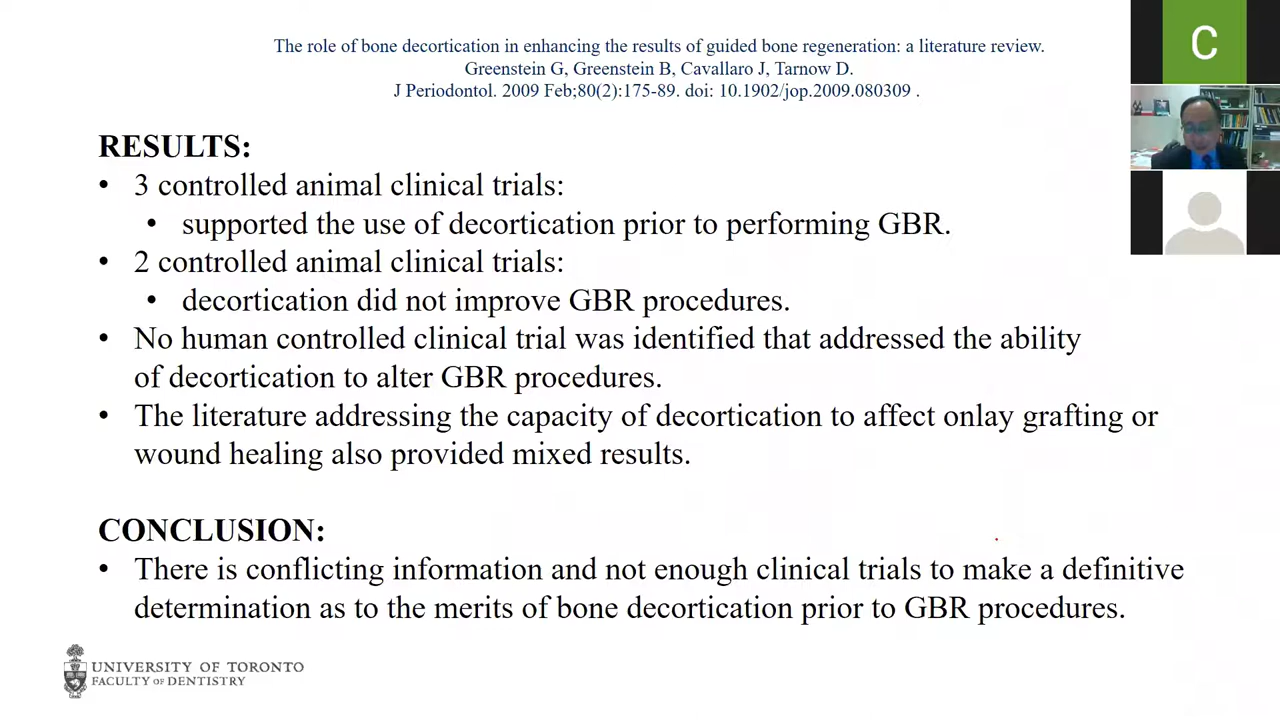 The role of bone decortication in enhancing the results of guided bone regeneration: a literature review.
Greenstein G, Greenstein B, Cavallaro J, Tarnow D.
J Periodontol. 2009 Feb;80(2):175-89. doi: 10.1902/jop.2009.080309 .
C
RESULTS:
• 3 controlled animal clinical trials:
• supported the use of decortication prior to performing GBR.
• 2 controlled animal clinical trials:
• decortication did not improve GBR procedures.
• No human controlled clinical trial was identified that addressed the ability
of decortication to alter GBR procedures.
• The literature addressing the capacity of decortication to affect onlay grafting or
wound healing also provided mixed results.
CONCLUSION:
• There is conflicting information and not enough clinical trials to make a definitive
determination as to the merits of bone decortication prior to GBR procedures.
UNIVERSITY OF TORONTO
FACULTY OF DENTISTRY